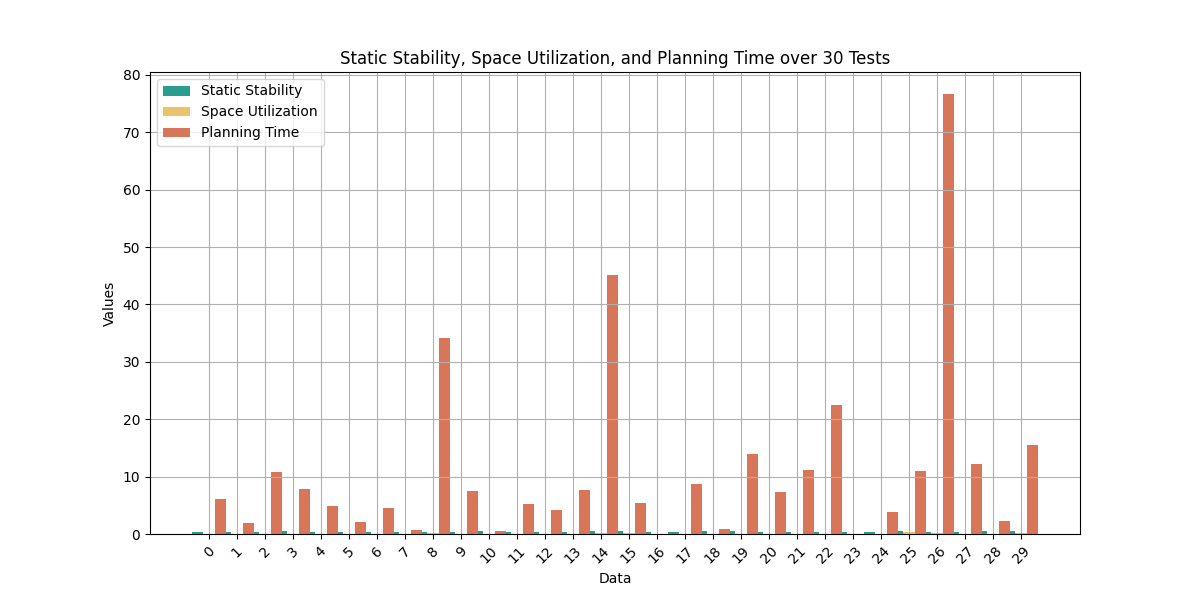 Static Stability, Space Utilization, and Planning Time over 30 Tests
Static Stability
Space Utilization
Planning Time
Values
80
70
60
50
40
30
20
10
0
0 1 2 3 4 5 6 7 8 9 10 11 12 13 14 15 16 17 18 19 20 21 22 23 24 25 26 27 28 29
Data